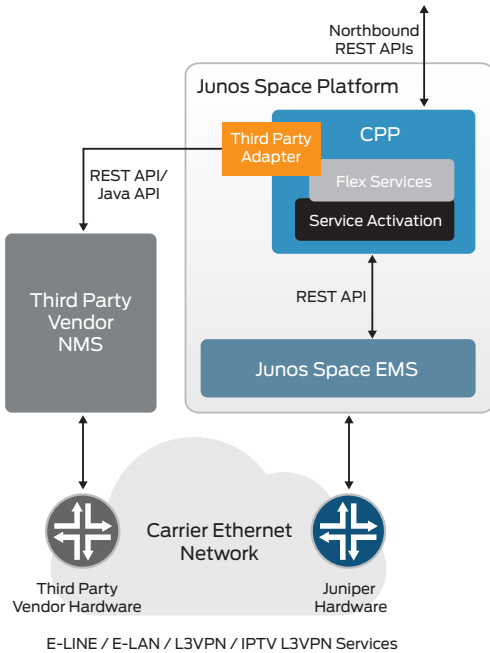 Northbound
REST APIs
Junos Space Platform
CPP
Third Party
Adapter
Flex Services
Service Activation
REST API/
Java API
REST API
Third Party
Vendor
NMS
Junos Space EMS
Carrier Ethernet
Network
Third Party
Vendor Hardware
Juniper
Hardware
E-LINE / E-LAN / L3VPN / IPTV L3VPN Services